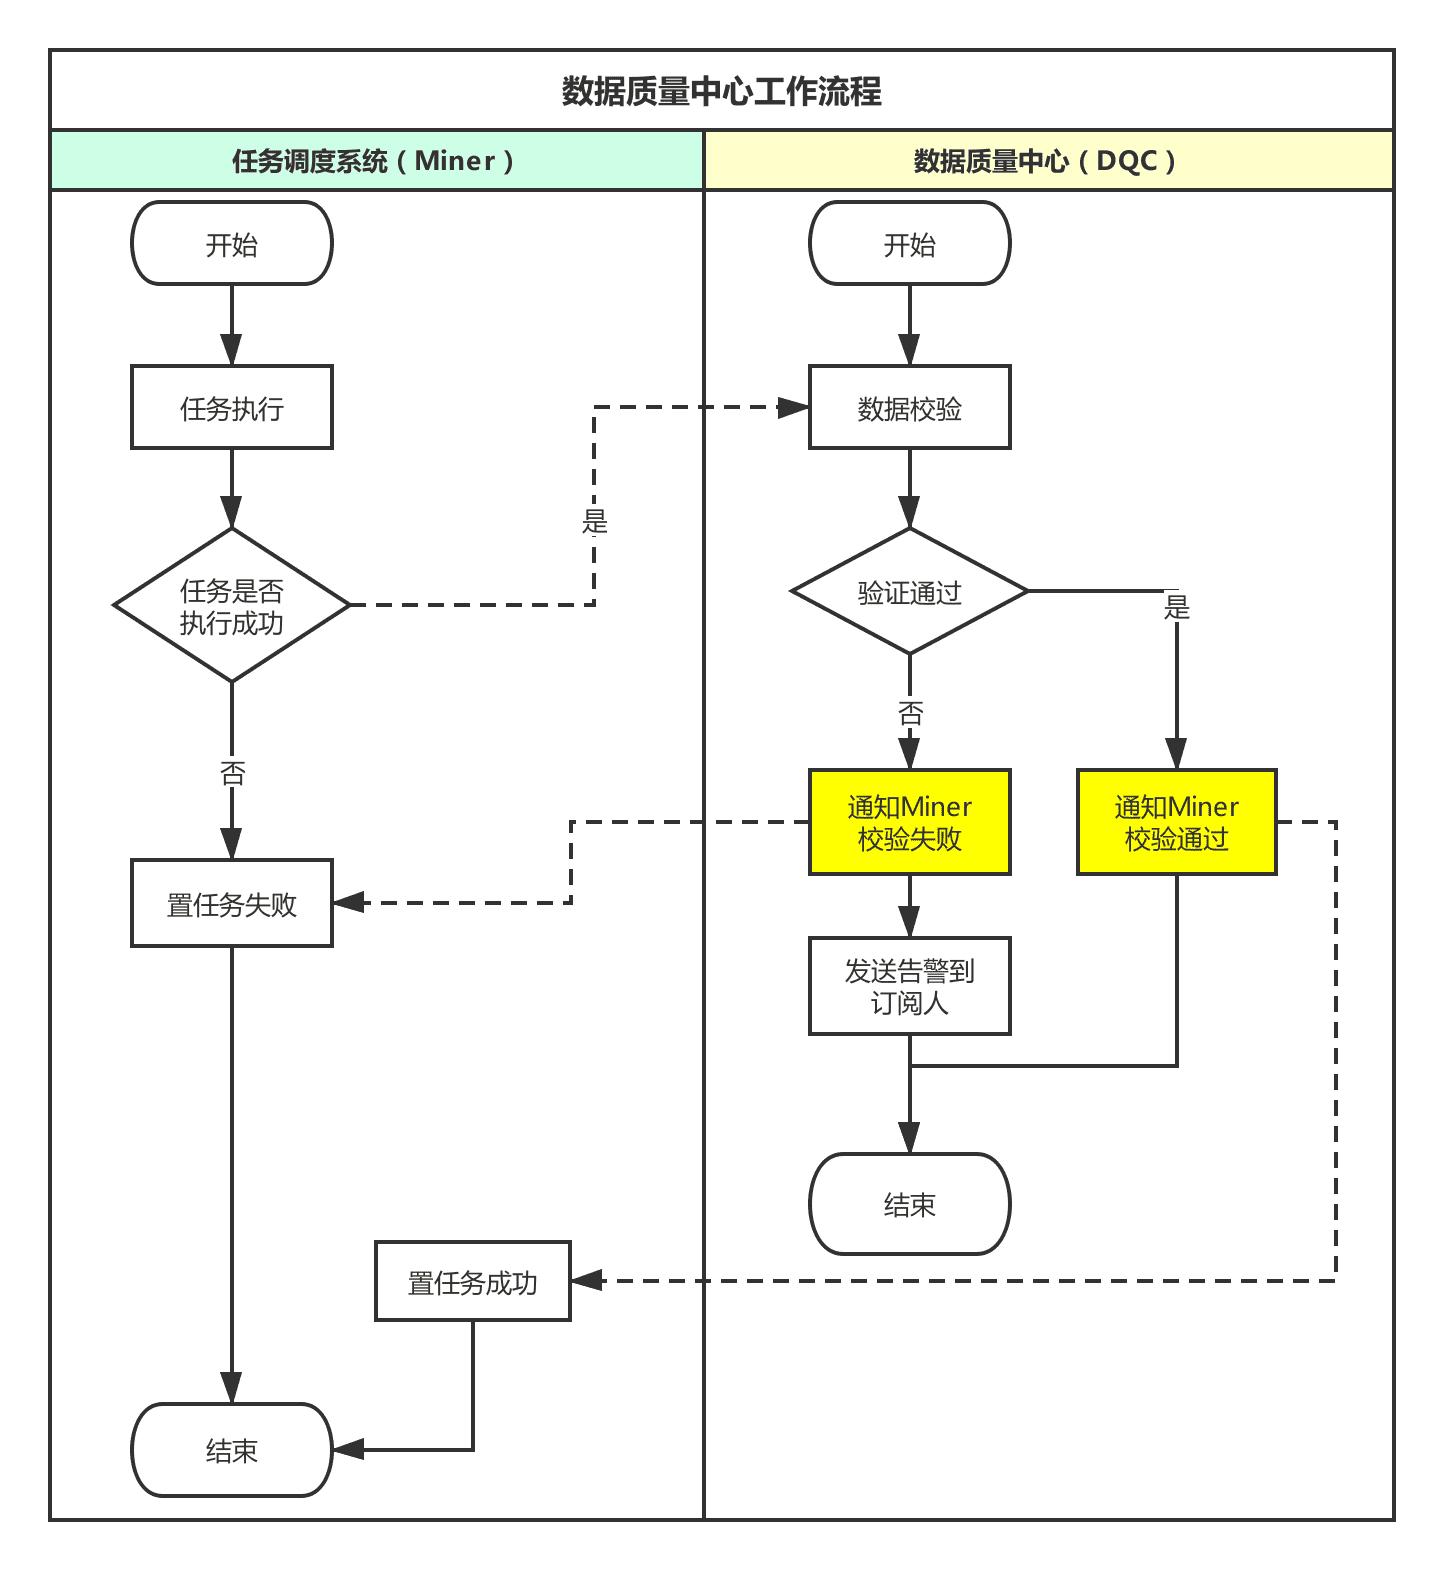 数据质量中心工作流程
任务调度系统（Miner）
数据质量中心（DQC）
开始
开始
任务执行
数据校验
是
任务是否
执行成功
验证通过
是
否
否
通知Miner
校验失败
通知Miner
校验通过
置任务失败
发送告警到
订阅人
结束
置任务成功
结束